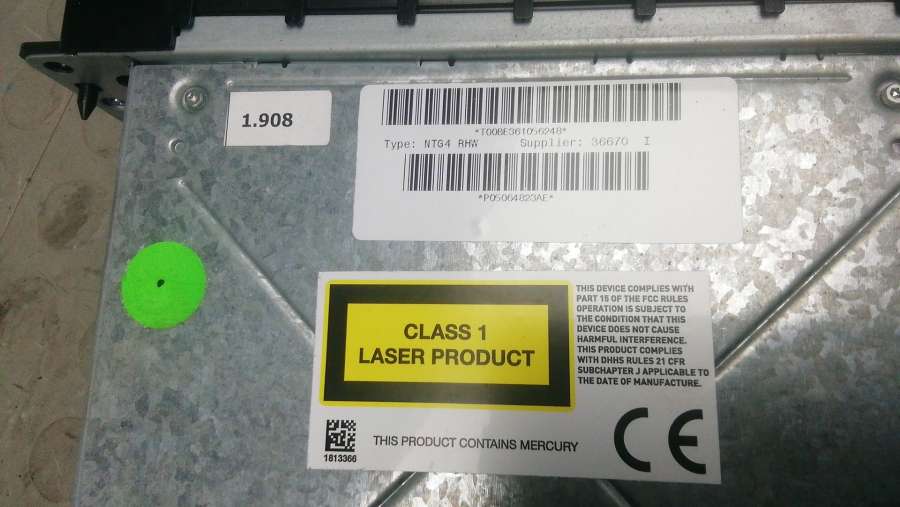 1.908
*T00BE361056248*
Type: NTG4 RHW Supplier: 36670 I
*P05064823AE*
CLASS 1
LASER PRODUCT
THIS DEVICE COMPLIES WITH
PART 15 OF THE FCC RULES
OPERATION IS SUBJECT TO
THE CONDITION THAT THIS
DEVICE DOES NOT CAUSE
HARMFUL INTERFERENCE.
THIS PRODUCT COMPLIES
WITH DHHS RULES 21 CFR
SUBCHAPTER J APPLICABLE TO
THE DATE OF MANUFACTURE.
1813366
THIS PRODUCT CONTAINS MERCURY
CE